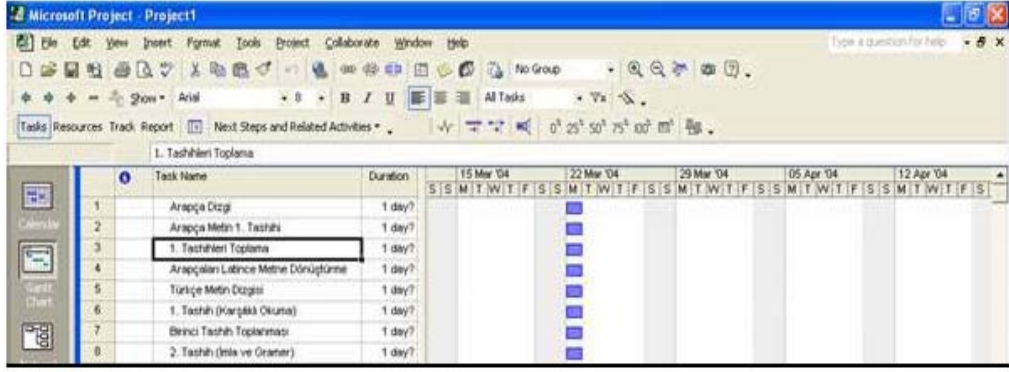 Microsoft Project - Project1
File Edit View Insert Format Tools Project Collaborate Window Help Type a question for help
No Group
Show Arial 8 B I U All Tasks
Tasks Resources Track Report Next Steps and Related Activities
1. Tashihleri Toplama
Task Name Duration 15 Mar '04 22 Mar '04 29 Mar '04 05 Apr '04 12 Apr '04
S S M T W T F S S M T W T F S S M T W T F S S M T W T F S S M T W T F S
1 Arapça Dizgi 1 day?
Calendar
2 Arapça Metin 1. Tashihi 1 day?
3 1. Tashihleri Toplama 1 day?
4 Arapçaları Latince Metne Dönüştürme 1 day?
Gantt Chart
5 Türkçe Metin Dizgisi 1 day?
6 1. Tashih (Karşılıklı Okuma) 1 day?
7 Birinci Tashih Toplanması 1 day?
8 2. Tashih (İmla ve Gramer) 1 day?